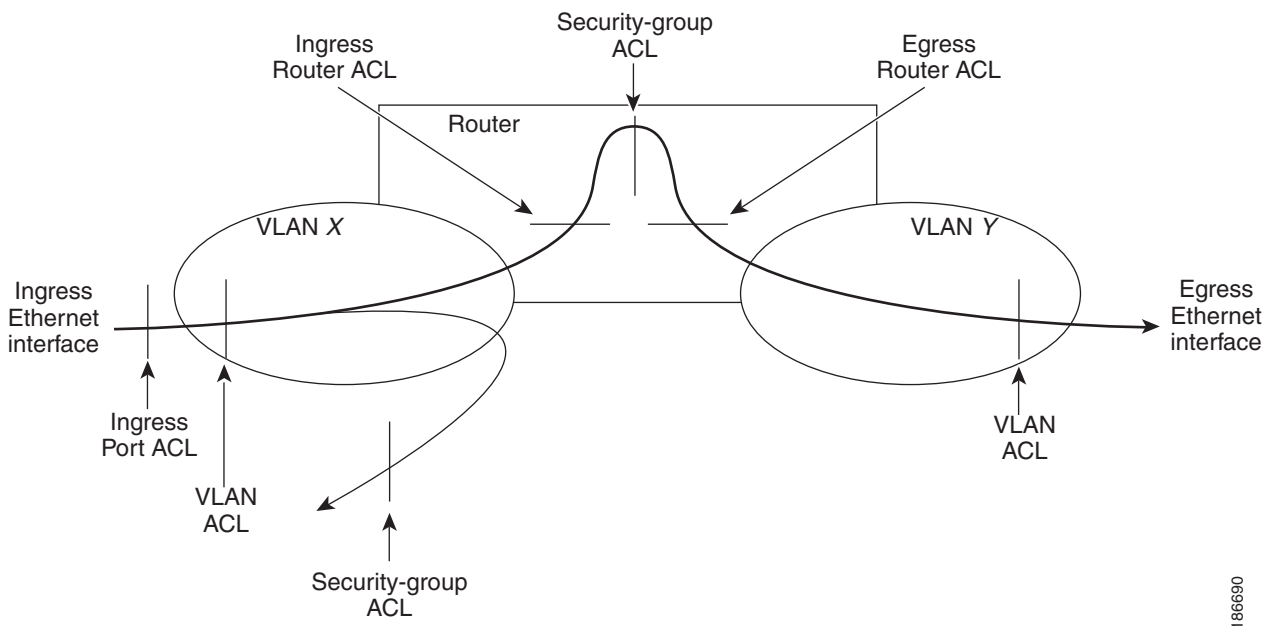 Security-group
ACL
Ingress
Router ACL
Egress
Router ACL
Router
VLAN X
VLAN Y
Ingress
Ethernet
interface
Egress
Ethernet
interface
Ingress
Port ACL
VLAN
ACL
VLAN
ACL
Security-group
ACL
186690